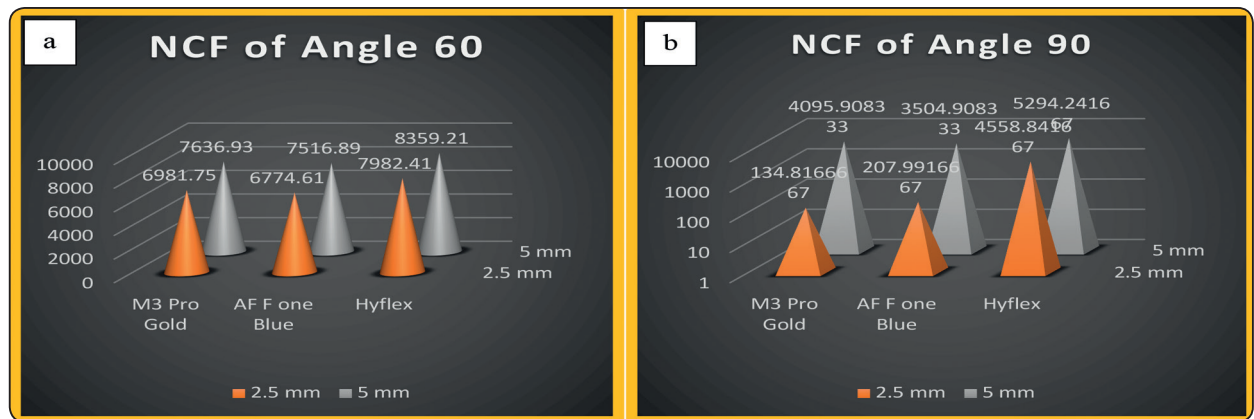 a
NCF of Angle 60
7636.93
7516.89
8359.21
6981.75
6774.61
7982.41
10000
8000
6000
4000
2000
0
5 mm
2.5 mm
M3 Pro
Gold
AF F one
Blue
Hyflex
2.5 mm
5 mm
b
NCF of Angle 90
4095.9083
33
3504.9083
33
5294.2416
67
134.81666
67
207.99166
67
4558.8416
67
10000
1000
100
10
1
5 mm
2.5 mm
M3 Pro
Gold
AF F one
Blue
Hyflex
2.5 mm
5 mm